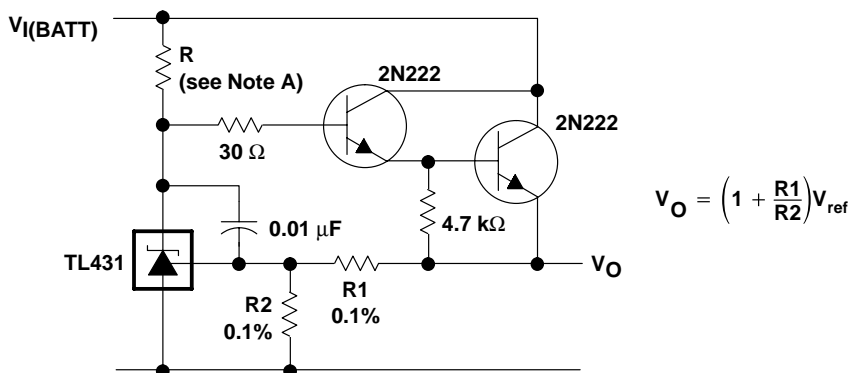 VI(BATT)
R
(see Note A)
2N222
2N222
30 Ω
0.01 μF
4.7 kΩ
TL431
VO
R2
0.1%
R1
0.1%
VO = (1 + R1/R2)Vref